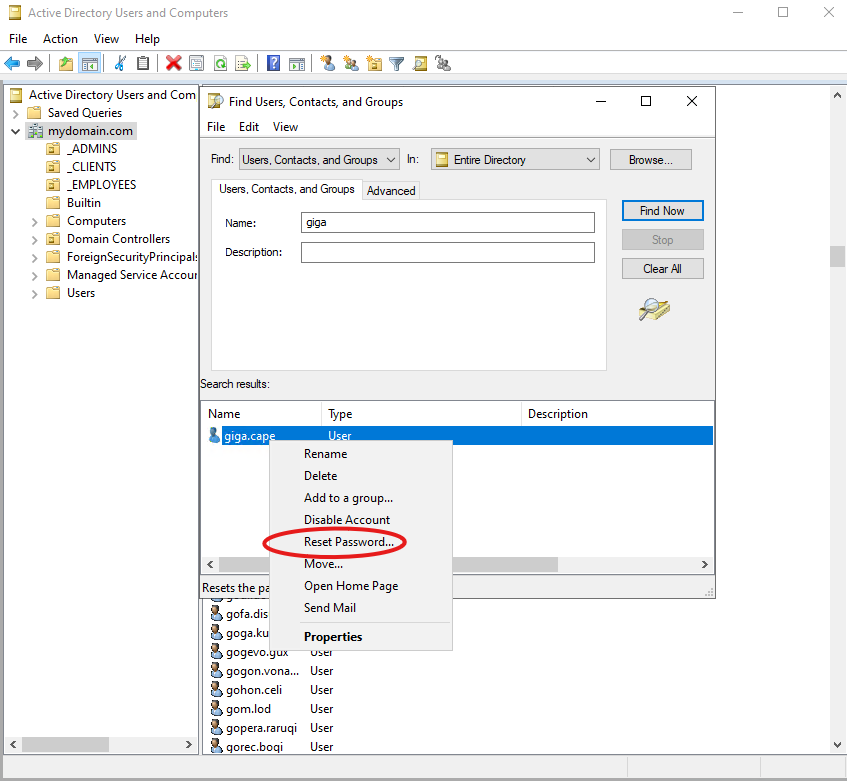 Active Directory Users and Computers
File Action View Help
Active Directory Users and Com
Saved Queries
mydomain.com
_ADMINS
_CLIENTS
_EMPLOYEES
Builtin
Computers
Domain Controllers
ForeignSecurityPrincipals
Managed Service Accour
Users
Find Users, Contacts, and Groups
File Edit View
Find: Users, Contacts, and Groups In: Entire Directory Browse...
Users, Contacts, and Groups Advanced
Name: giga
Description:
Find Now
Stop
Clear All
Search results:
Name Type Description
giga.cape User
Rename
Delete
Add to a group...
Disable Account
Reset Password...
Move...
Open Home Page
Send Mail
Properties
Resets the pa
gofa.dis
goga.ku
gogevo.gux User
gogon.vona... User
gohon.celi User
gom.lod User
gopera.raruqi User
gorec.boqi User